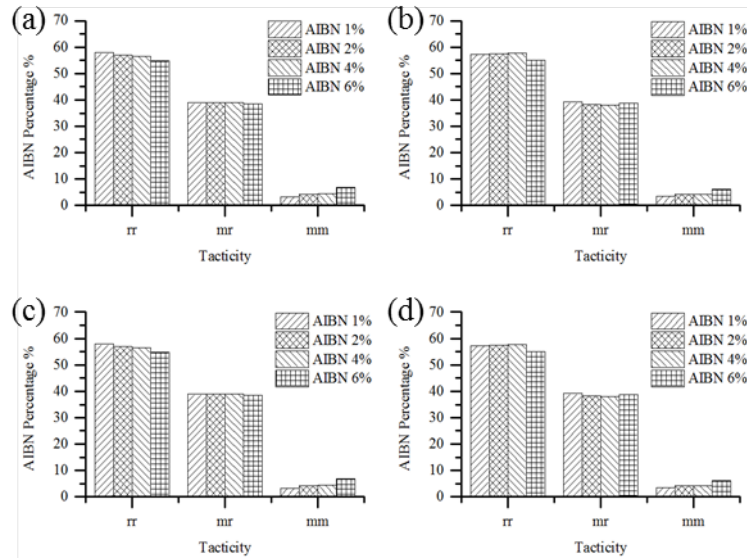 (a)
AIBN Percentage %
70
60
50
40
30
20
10
0
AIBN 1%
AIBN 2%
AIBN 4%
AIBN 6%
rr mr mm
Tacticity
(b)
AIBN Percentage %
70
60
50
40
30
20
10
0
AIBN 1%
AIBN 2%
AIBN 4%
AIBN 6%
rr mr mm
Tacticity
(c)
AIBN Percentage %
70
60
50
40
30
20
10
0
AIBN 1%
AIBN 2%
AIBN 4%
AIBN 6%
rr mr mm
Tacticity
(d)
AIBN Percentage %
70
60
50
40
30
20
10
0
AIBN 1%
AIBN 2%
AIBN 4%
AIBN 6%
rr mr mm
Tacticity